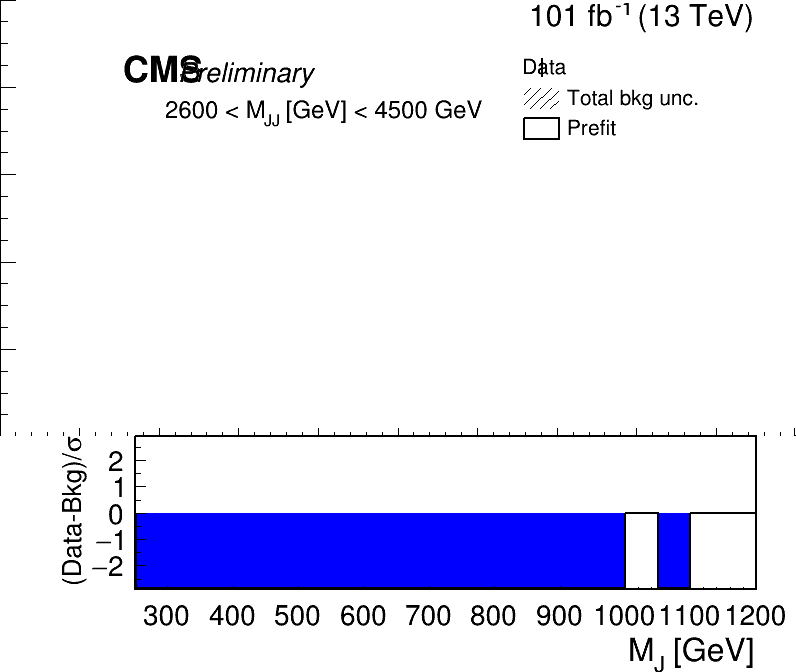 101 fb-1 (13 TeV)
CMS Preliminary
Data
2600 < MJJ [GeV] < 4500 GeV
Total bkg unc.
Prefit
(Data-Bkg)/σ
2
1
0
−1
−2
300 400 500 600 700 800 900 1000 1100 1200
MJ [GeV]